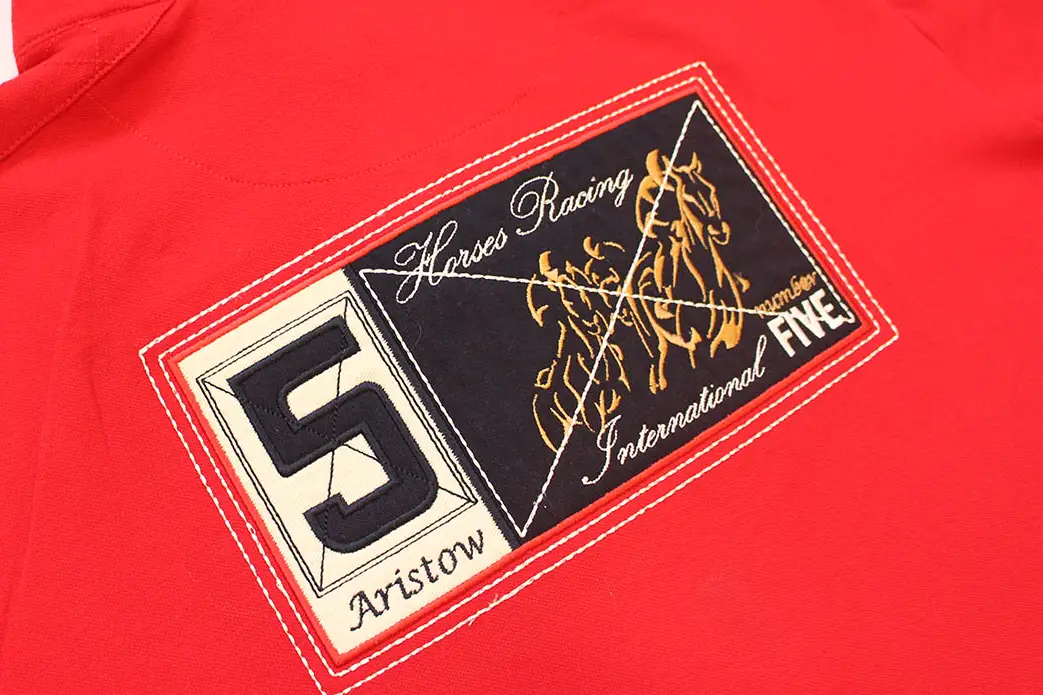 Horses Racing
number
FIVE
International
5
Aristow